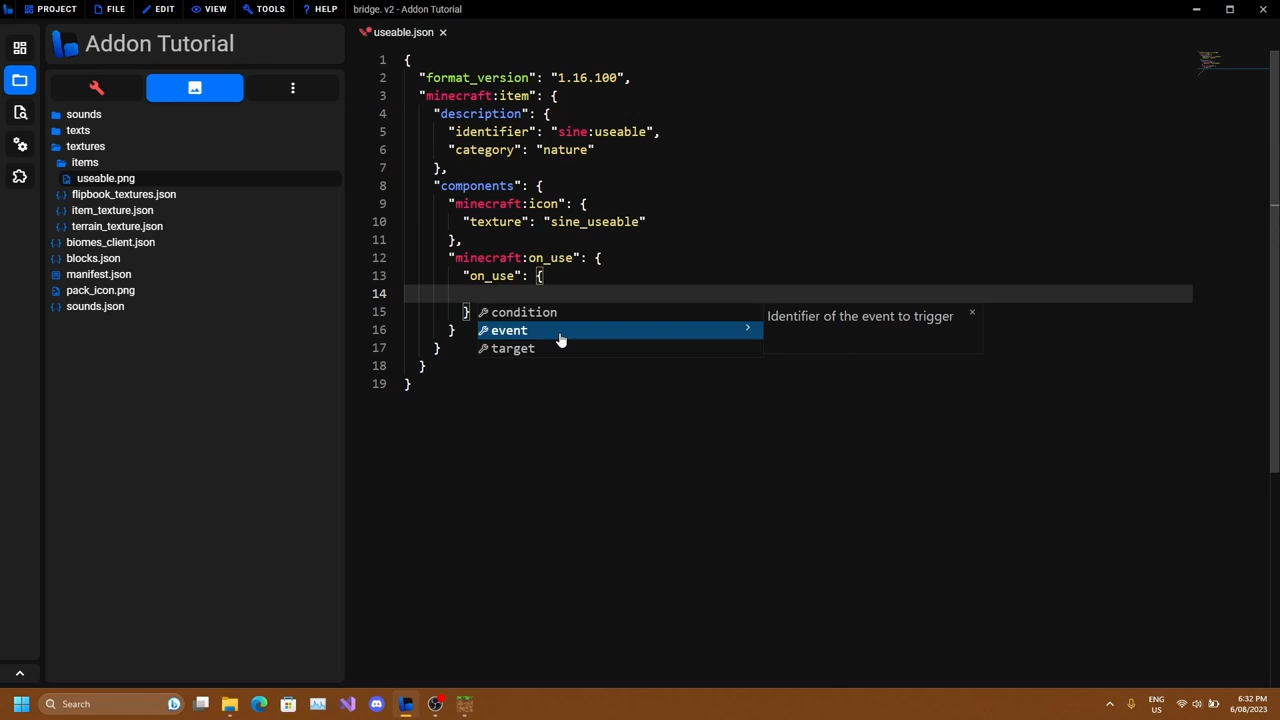 PROJECT FILE EDIT VIEW TOOLS HELP bridge. v2 - Addon Tutorial
Addon Tutorial
sounds
texts
textures
items
useable.png
flipbook_textures.json
item_texture.json
terrain_texture.json
biomes_client.json
blocks.json
manifest.json
pack_icon.png
sounds.json
useable.json
1 {
2 "format_version": "1.16.100",
3 "minecraft:item": {
4 "description": {
5 "identifier": "sine:useable",
6 "category": "nature"
7 },
8 "components": {
9 "minecraft:icon": {
10 "texture": "sine_useable"
11 },
12 "minecraft:on_use": {
13 "on_use": {
14
15 }
16 }
17 }
18 }
19 }
condition
event
target
Identifier of the event to trigger
Search
ENG
US
6:32 PM
6/08/2023